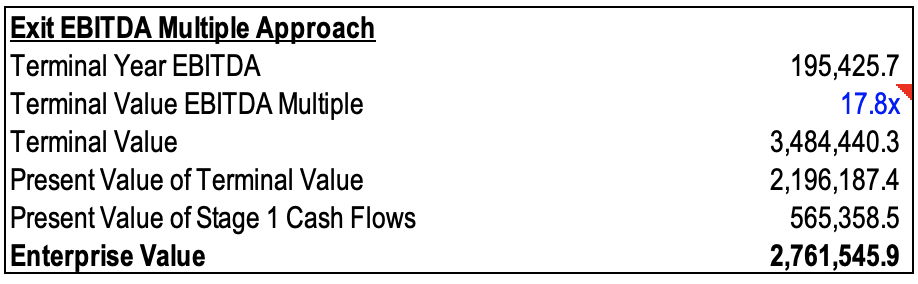 Exit EBITDA Multiple Approach
Terminal Year EBITDA 195,425.7
Terminal Value EBITDA Multiple 17.8x
Terminal Value 3,484,440.3
Present Value of Terminal Value 2,196,187.4
Present Value of Stage 1 Cash Flows 565,358.5
Enterprise Value 2,761,545.9